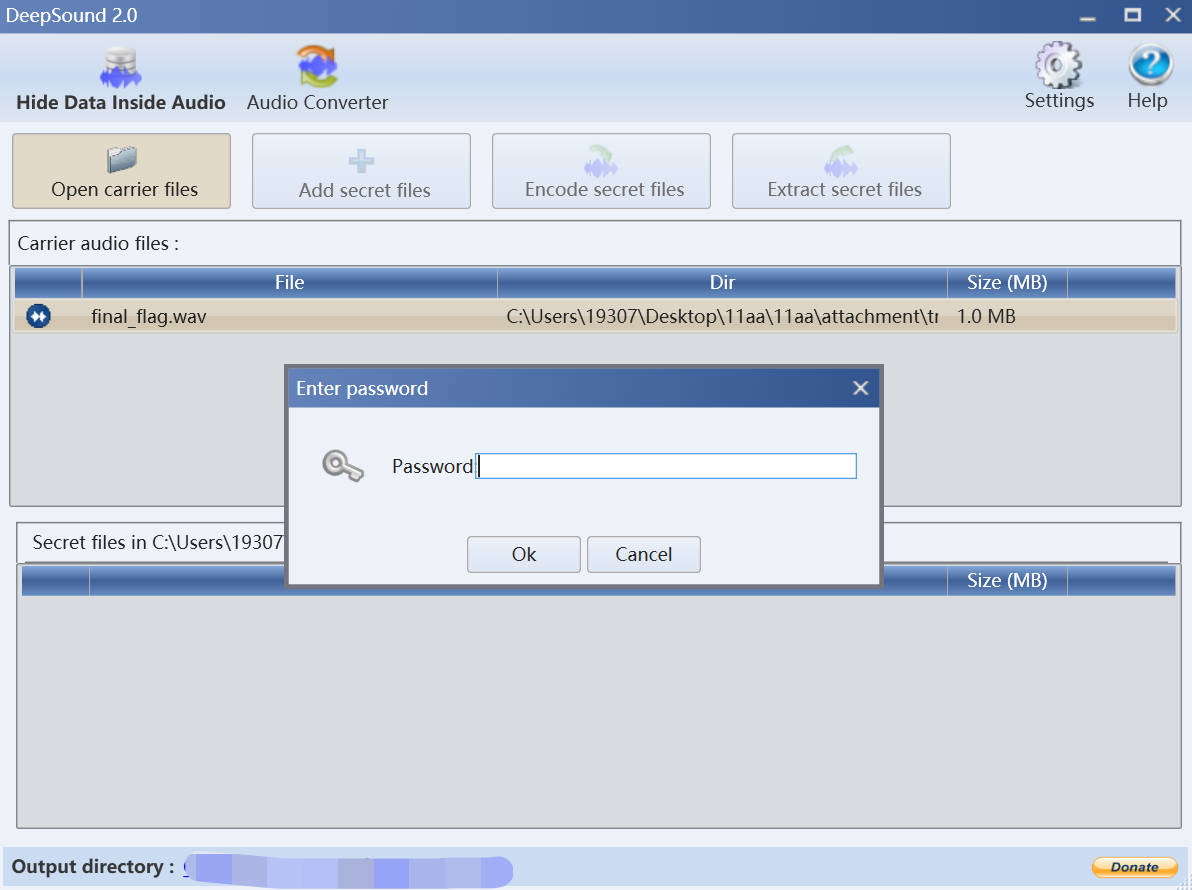 DeepSound 2.0
Hide Data Inside Audio
Audio Converter
Settings
Help
Open carrier files
Add secret files
Encode secret files
Extract secret files
Carrier audio files :
File Dir Size (MB)
final_flag.wav C:\Users\19307\Desktop\11aa\11aa\attachment\tr 1.0 MB
Enter password
Password
Ok
Cancel
Secret files in C:\Users\19307
Size (MB)
Output directory :
Donate